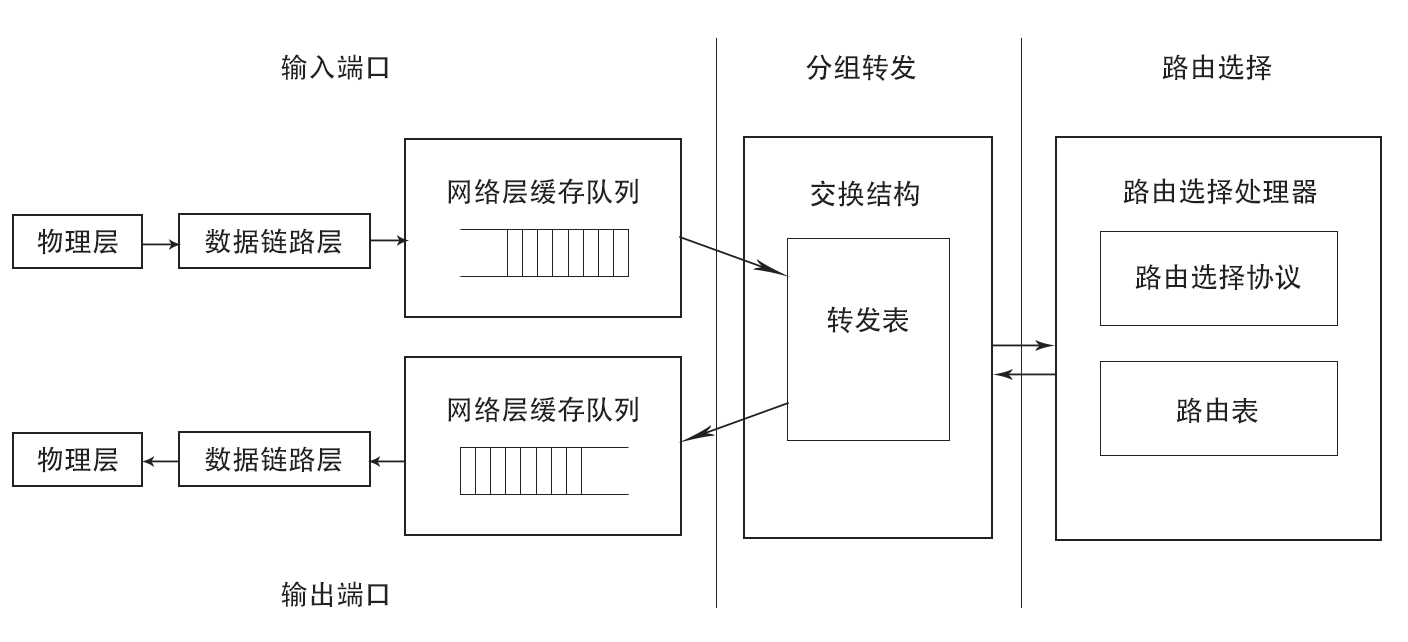 输入端口
分组转发
路由选择
物理层
数据链路层
网络层缓存队列
交换结构
转发表
路由选择处理器
路由选择协议
路由表
物理层
数据链路层
网络层缓存队列
输出端口